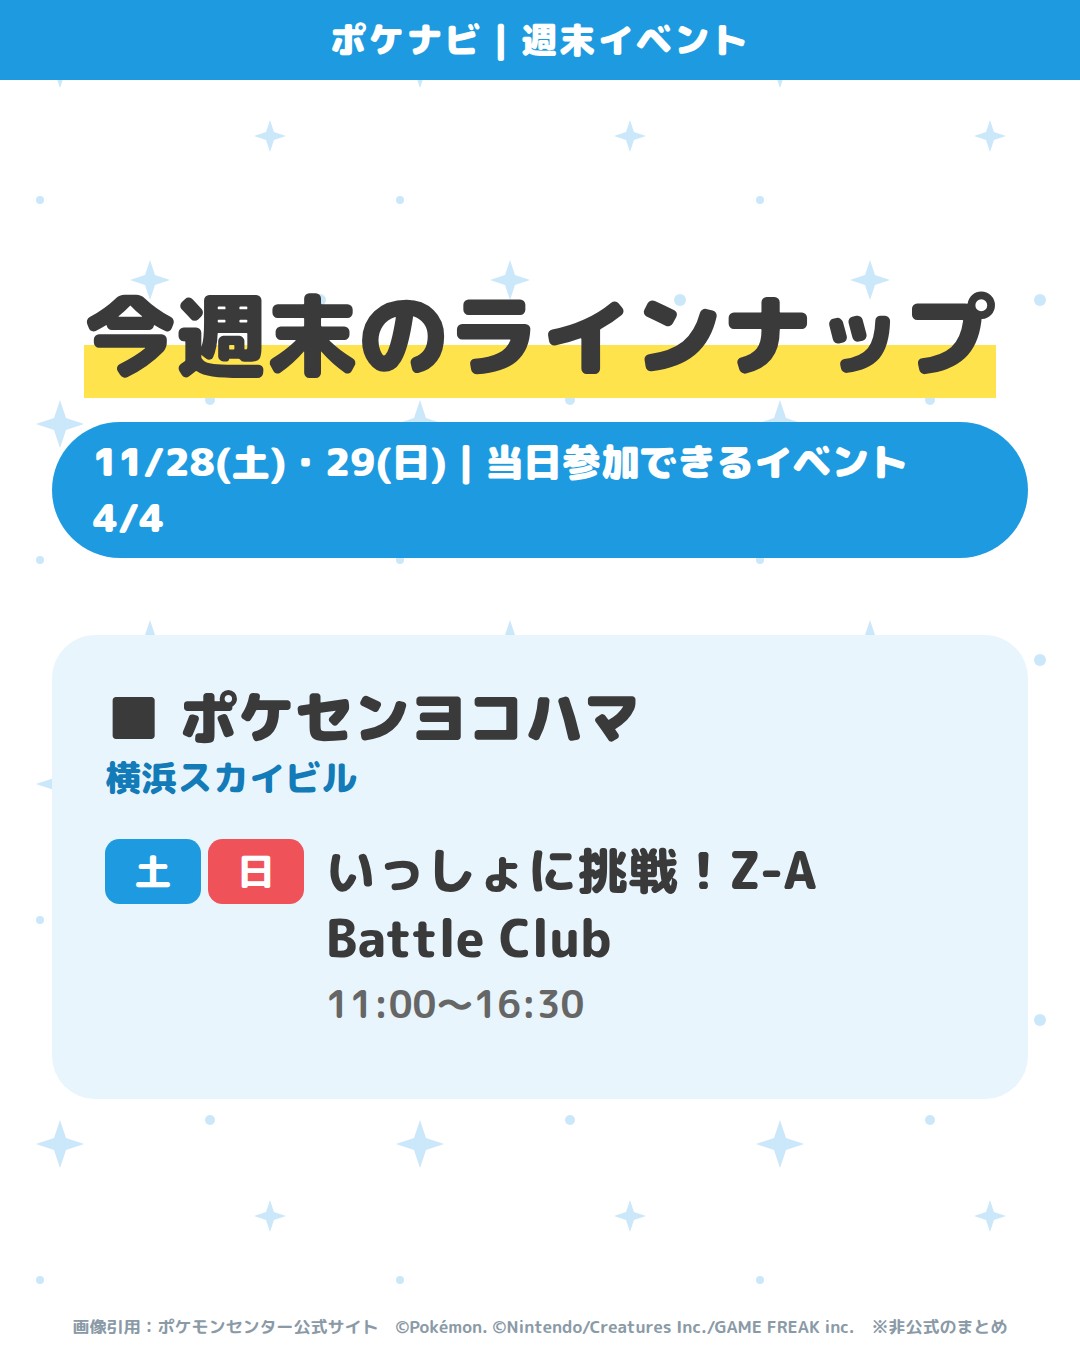 ポケナビ | 週末イベント
今週末のラインナップ
11/28(土)・29(日) | 当日参加できるイベント
4/4
■ ポケセンヨコハマ
横浜スカイビル
土 日 いっしょに挑戦！Z-A
Battle Club
11:00〜16:30
画像引用：ポケモンセンター公式サイト　©Pokémon. ©Nintendo/Creatures Inc./GAME FREAK inc.　※非公式のまとめ